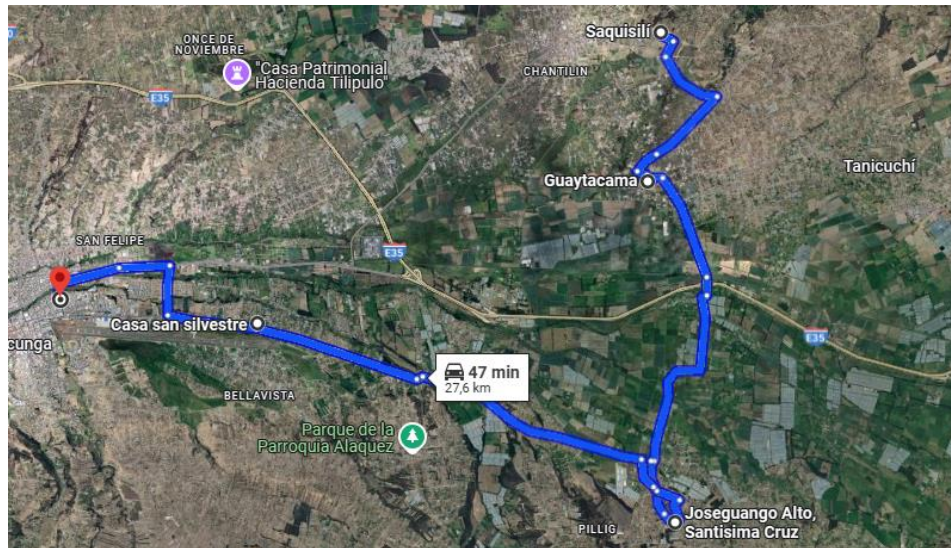 ONCE DE
NOVIEMBRE
"Casa Patrimonial
Hacienda Tilipulo"
E35
Saquisilí
CHANTILIN
Guaytacama
Tanicuchí
SAN FELIPE
E35
cunga
Casa san silvestre
E35
47 min
27,6 km
BELLAVISTA
Parque de la
Parroquia Alaquez
PILLIG
Joseguango Alto,
Santisima Cruz